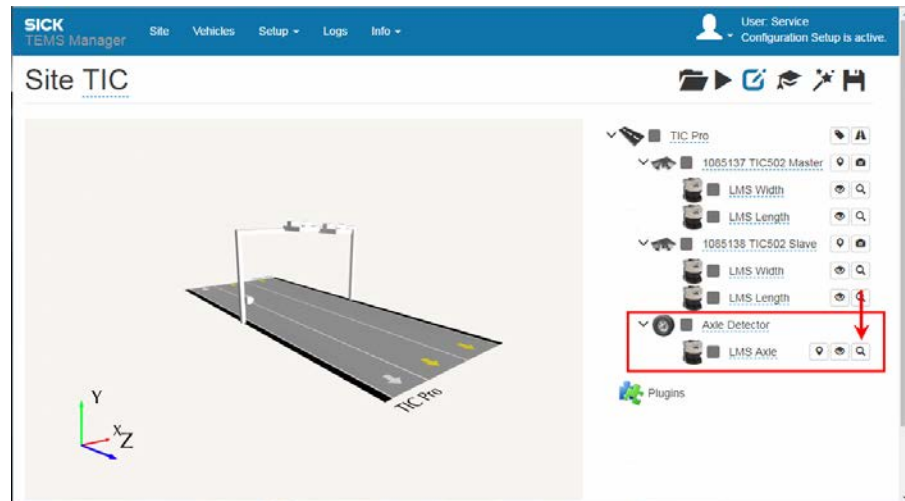 SICK
TEMS Manager
Site Vehicles Setup Logs Info
User: Service
Configuration Setup is active.
Site TIC
TIC Pro
1085137 TIC502 Master
LMS Width
LMS Length
1085138 TIC502 Slave
LMS Width
LMS Length
Axle Detector
LMS Axle
Plugins
TIC Pro
Y
X
Z